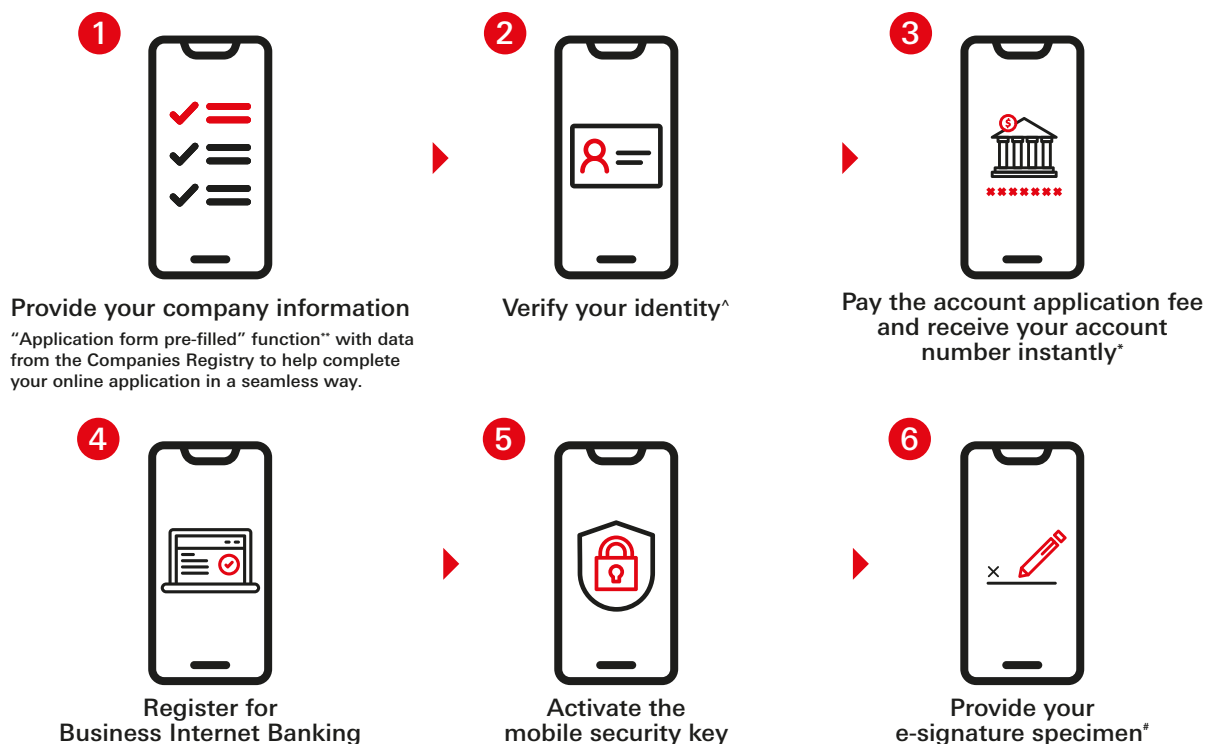 1
2
3
Provide your company information
"Application form pre-filled" function** with data
from the Companies Registry to help complete
your online application in a seamless way.
Verify your identity^
Pay the account application fee
and receive your account
number instantly*
4
5
6
Register for
Business Internet Banking
Activate the
mobile security key
Provide your
e-signature specimen#